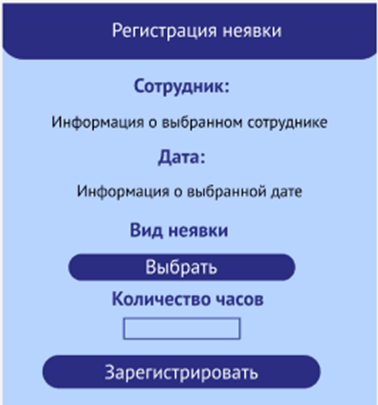 Регистрация неявки
Сотрудник:
Информация о выбранном сотруднике
Дата:
Информация о выбранной дате
Вид неявки
Выбрать
Количество часов
Зарегистрировать